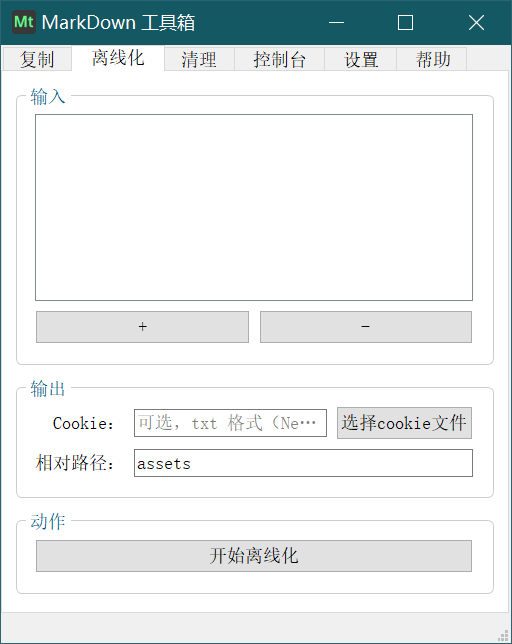 Mt MarkDown 工具箱
复制 离线化 清理 控制台 设置 帮助
输入
+ -
输出
Cookie: 可选，txt 格式（Ne… 选择cookie文件
相对路径: assets
动作
开始离线化